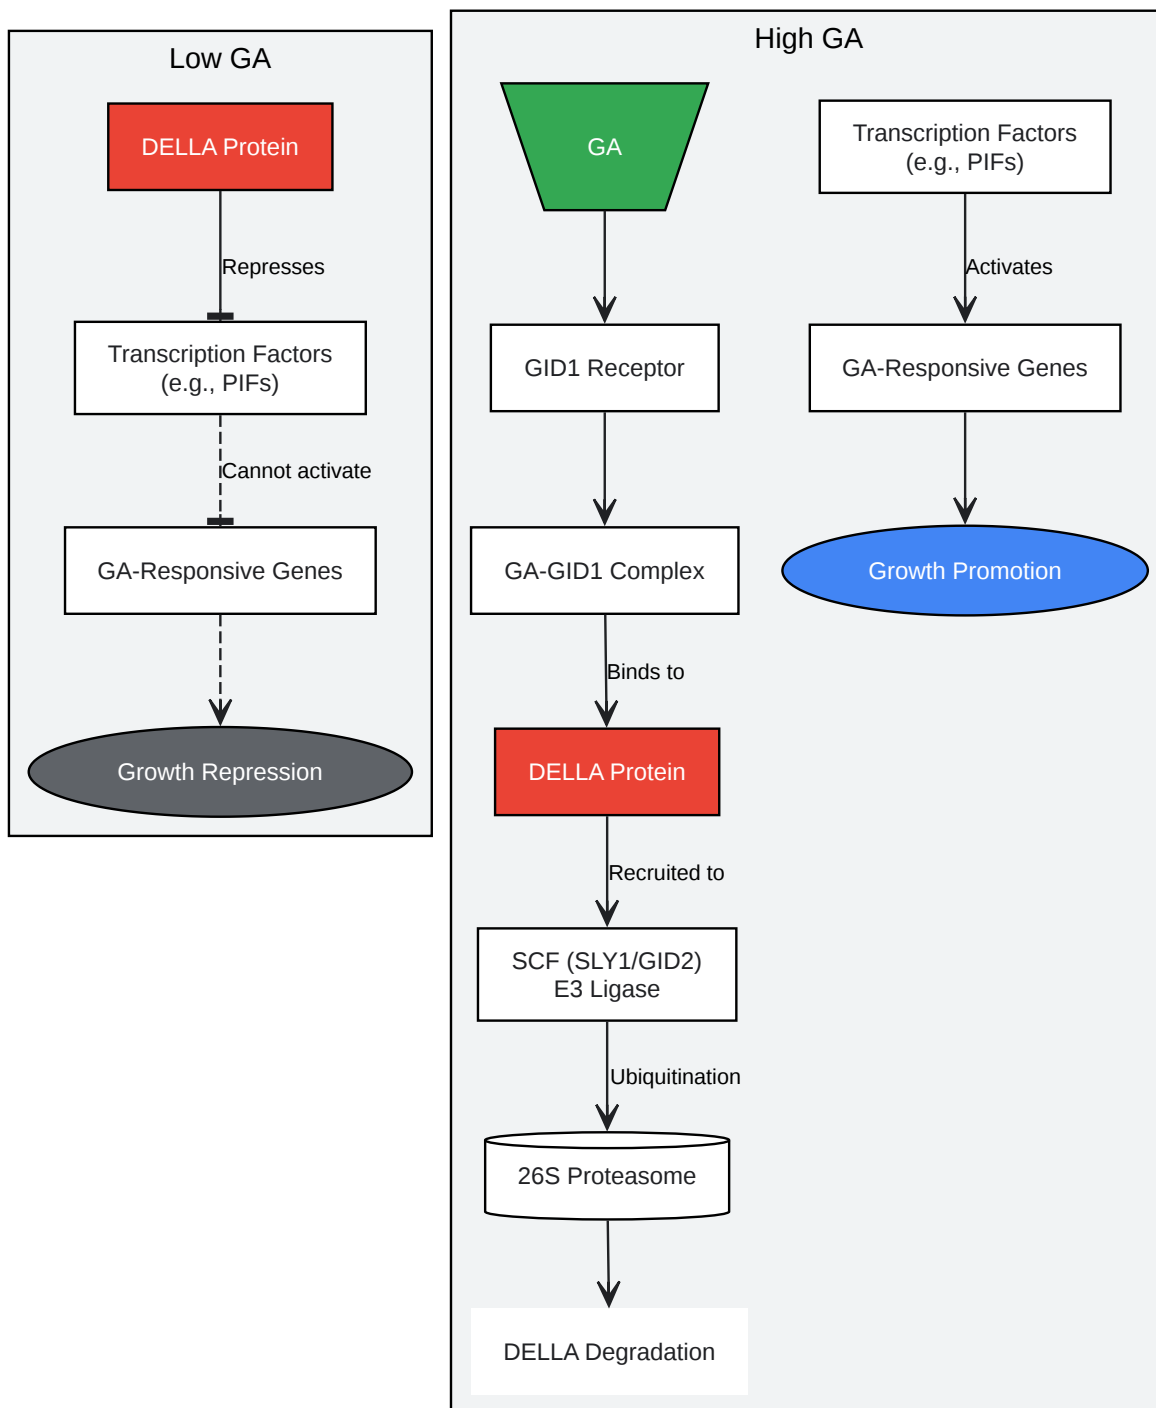 Low GA
DELLA Protein
Represses
Transcription Factors
(e.g., PIFs)
Cannot activate
GA-Responsive Genes
Growth Repression
High GA
GA
GID1 Receptor
GA-GID1 Complex
Binds to
DELLA Protein
Recruited to
SCF (SLY1/GID2)
E3 Ligase
Ubiquitination
26S Proteasome
DELLA Degradation
Transcription Factors
(e.g., PIFs)
Activates
GA-Responsive Genes
Growth Promotion